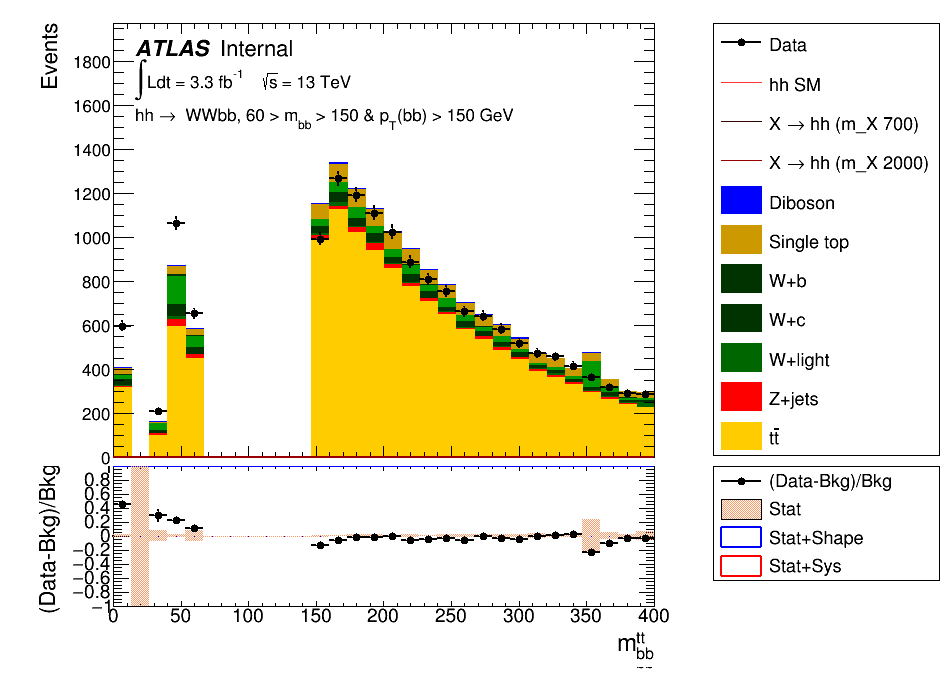 Events
1800
1600
1400
1200
1000
800
600
400
200
0
ATLAS Internal
∫Ldt = 3.3 fb⁻¹ √s = 13 TeV
hh → WWbb, 60 > m_bb > 150 & p_T(bb) > 150 GeV
(Data-Bkg)/Bkg
0.8
0.6
0.4
0.2
0
−0.2
−0.4
−0.6
−0.8
−1
0 50 100 150 200 250 300 350 400
m^tt_bb
Data
hh SM
X → hh (m_X 700)
X → hh (m_X 2000)
Diboson
Single top
W+b
W+c
W+light
Z+jets
tt̄
(Data-Bkg)/Bkg
Stat
Stat+Shape
Stat+Sys